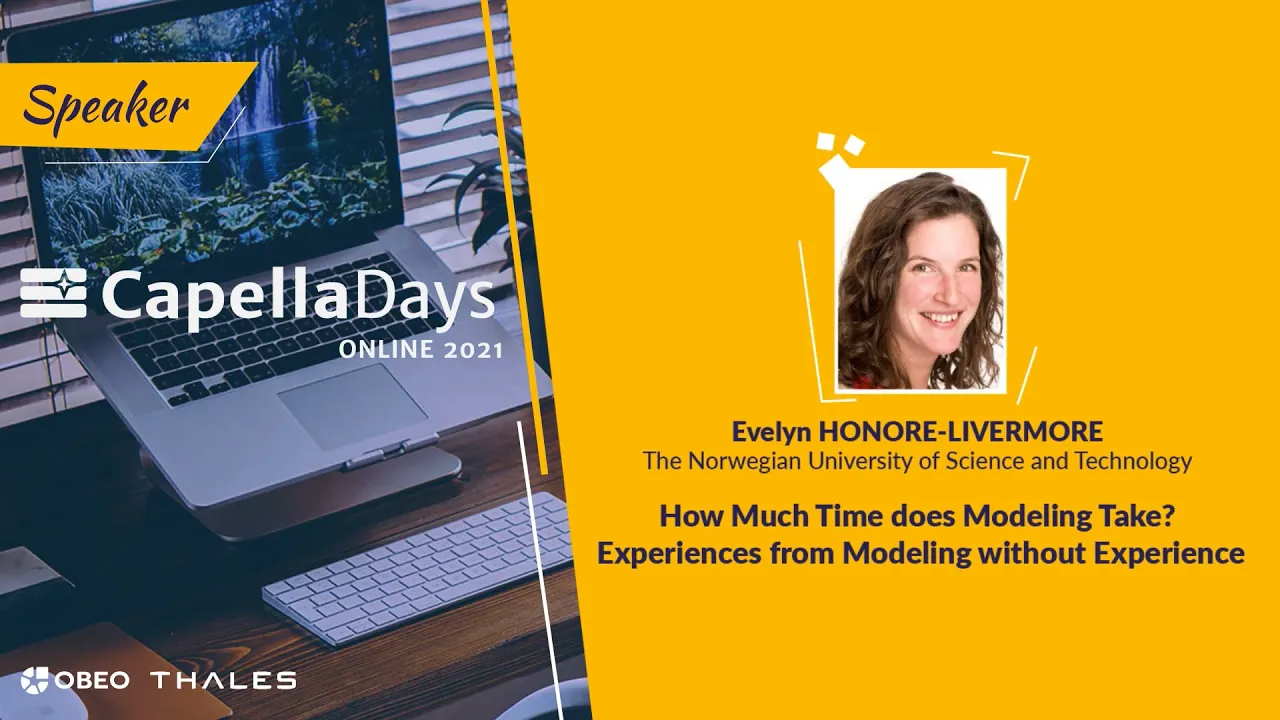 Speaker
CapellaDays
ONLINE 2021
OBEO THALES
Evelyn HONORE-LIVERMORE
The Norwegian University of Science and Technology
How Much Time does Modeling Take?
Experiences from Modeling without Experience